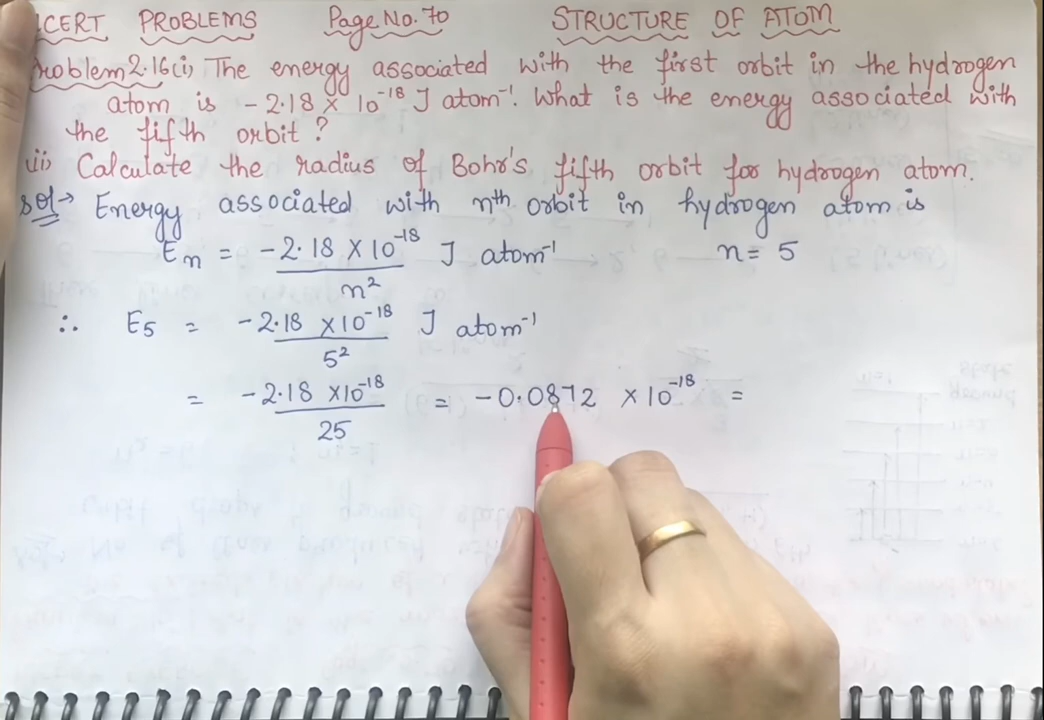 CERT PROBLEMS Page No. 70 STRUCTURE OF ATOM
Problem 2.16 (i) The energy associated with the first orbit in the hydrogen
atom is -2.18 × 10⁻¹⁸ J atom⁻¹. What is the energy associated with
the fifth orbit?
ii) Calculate the radius of Bohr's fifth orbit for hydrogen atom.
Sol→ Energy associated with nth orbit in hydrogen atom is
Eₙ = -2.18 × 10⁻¹⁸ / n² J atom⁻¹ n = 5
∴ E₅ = -2.18 × 10⁻¹⁸ / 5² J atom⁻¹
= -2.18 × 10⁻¹⁸ / 25 = -0.0872 × 10⁻¹⁸ =